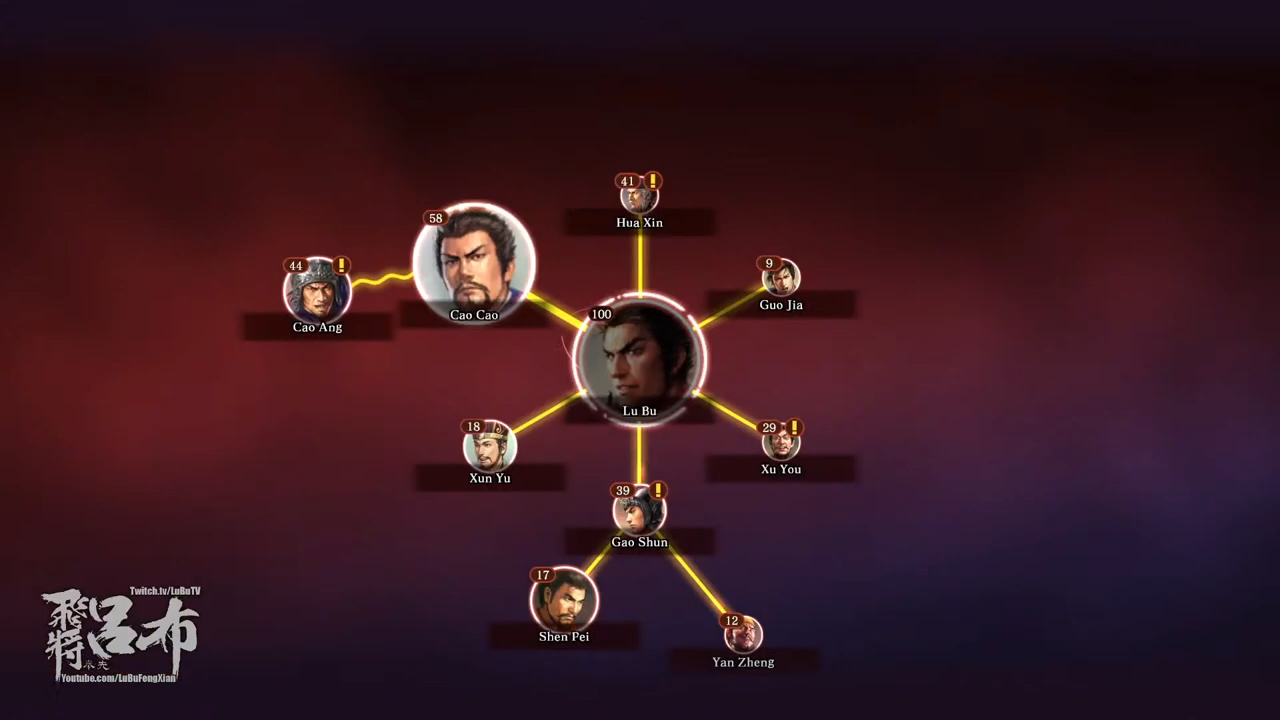 41 !
Hua Xin
58
Cao Cao
44 !
Cao Ang
9
Guo Jia
100
Lu Bu
18
Xun Yu
29 !
Xu You
39 !
Gao Shun
17
Shen Pei
12
Yan Zheng
Twitch.tv/LuBuTV
飛将 呂布
奉先
Youtube.com/LuBuFengXian